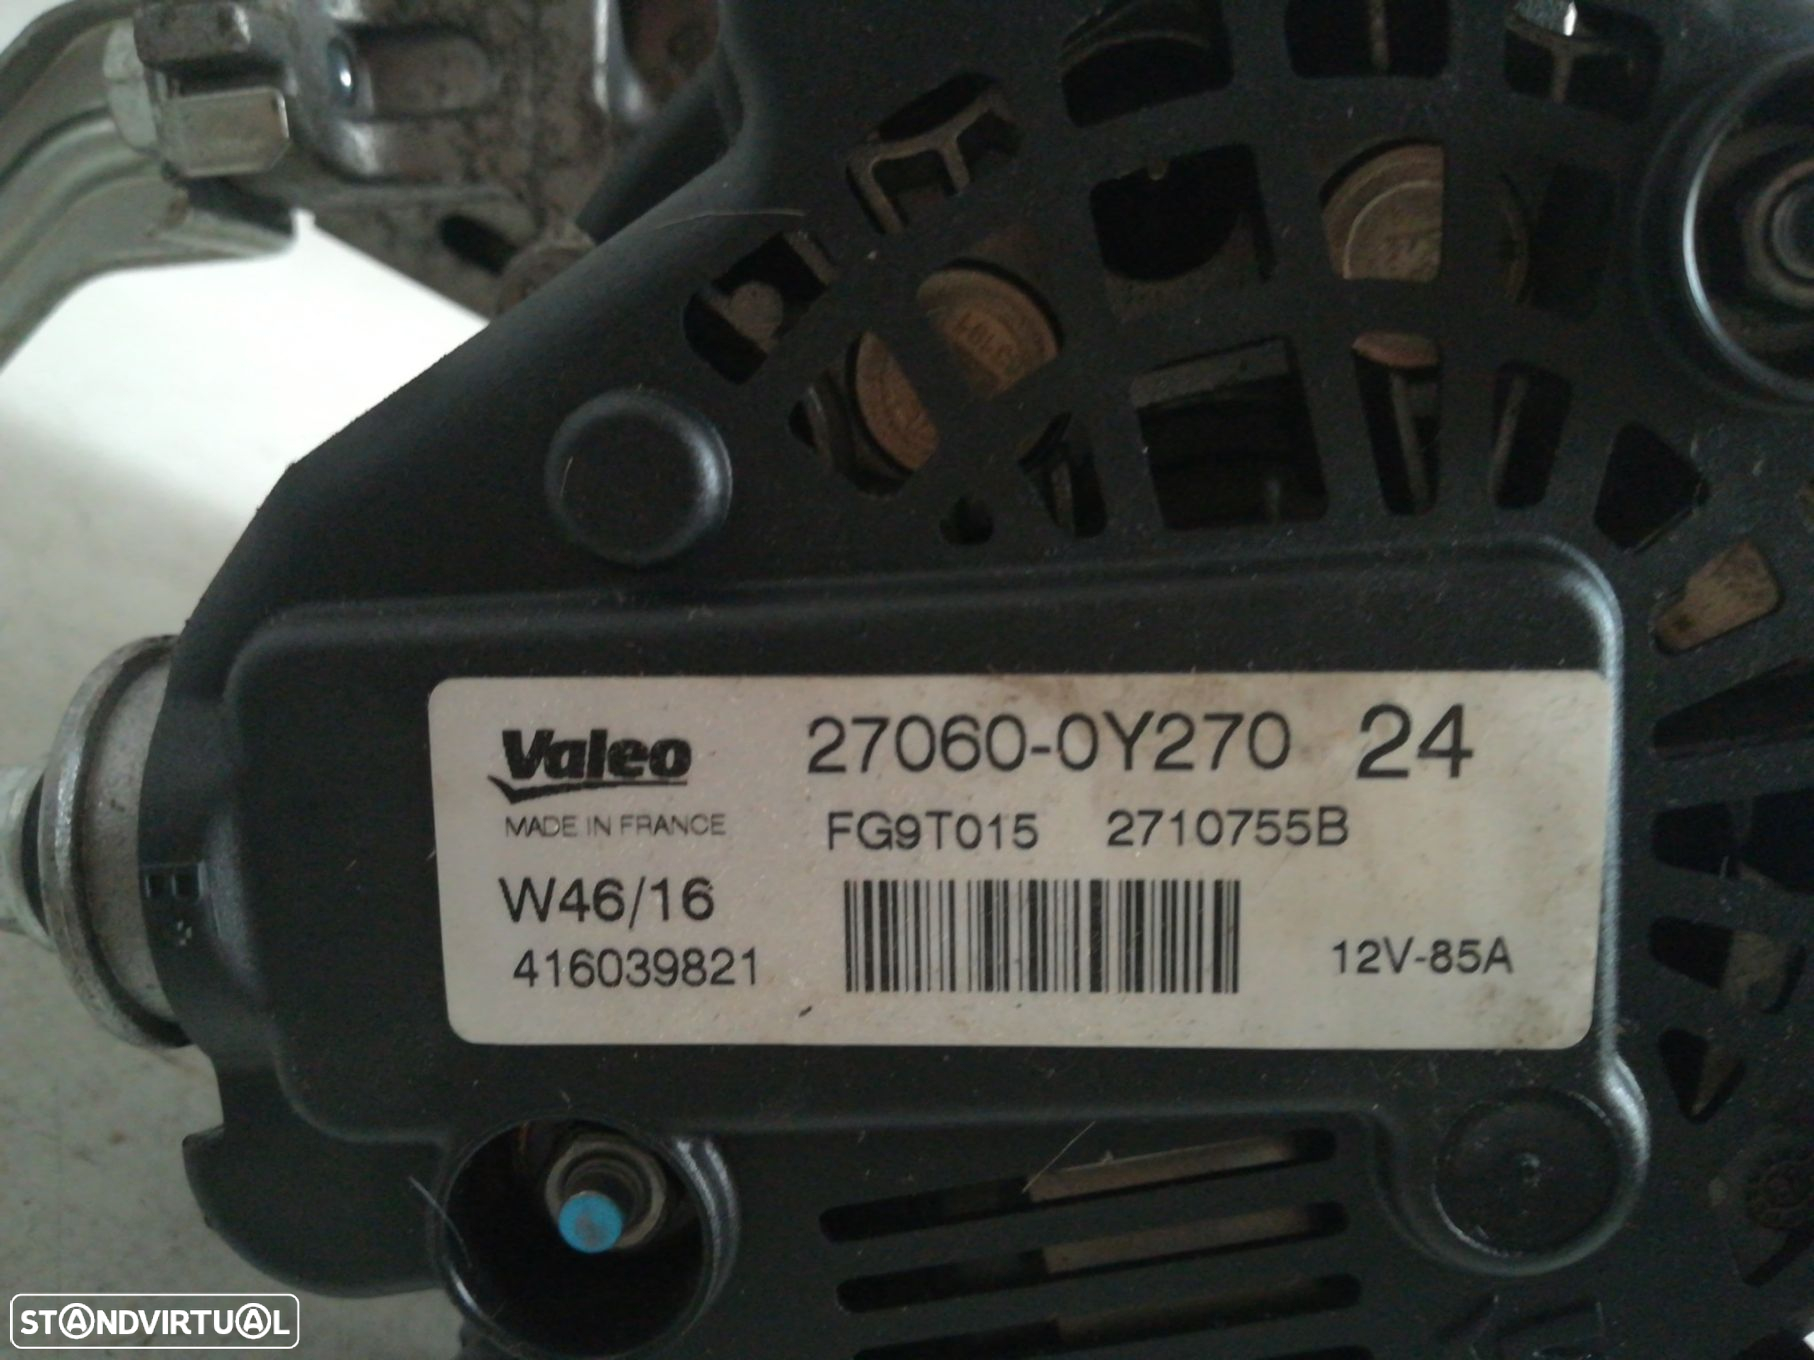 Valeo 27060-0Y270 24
MADE IN FRANCE FG9T015 2710755B
W46/16
416039821 12V-85A
STANDVIRTUAL